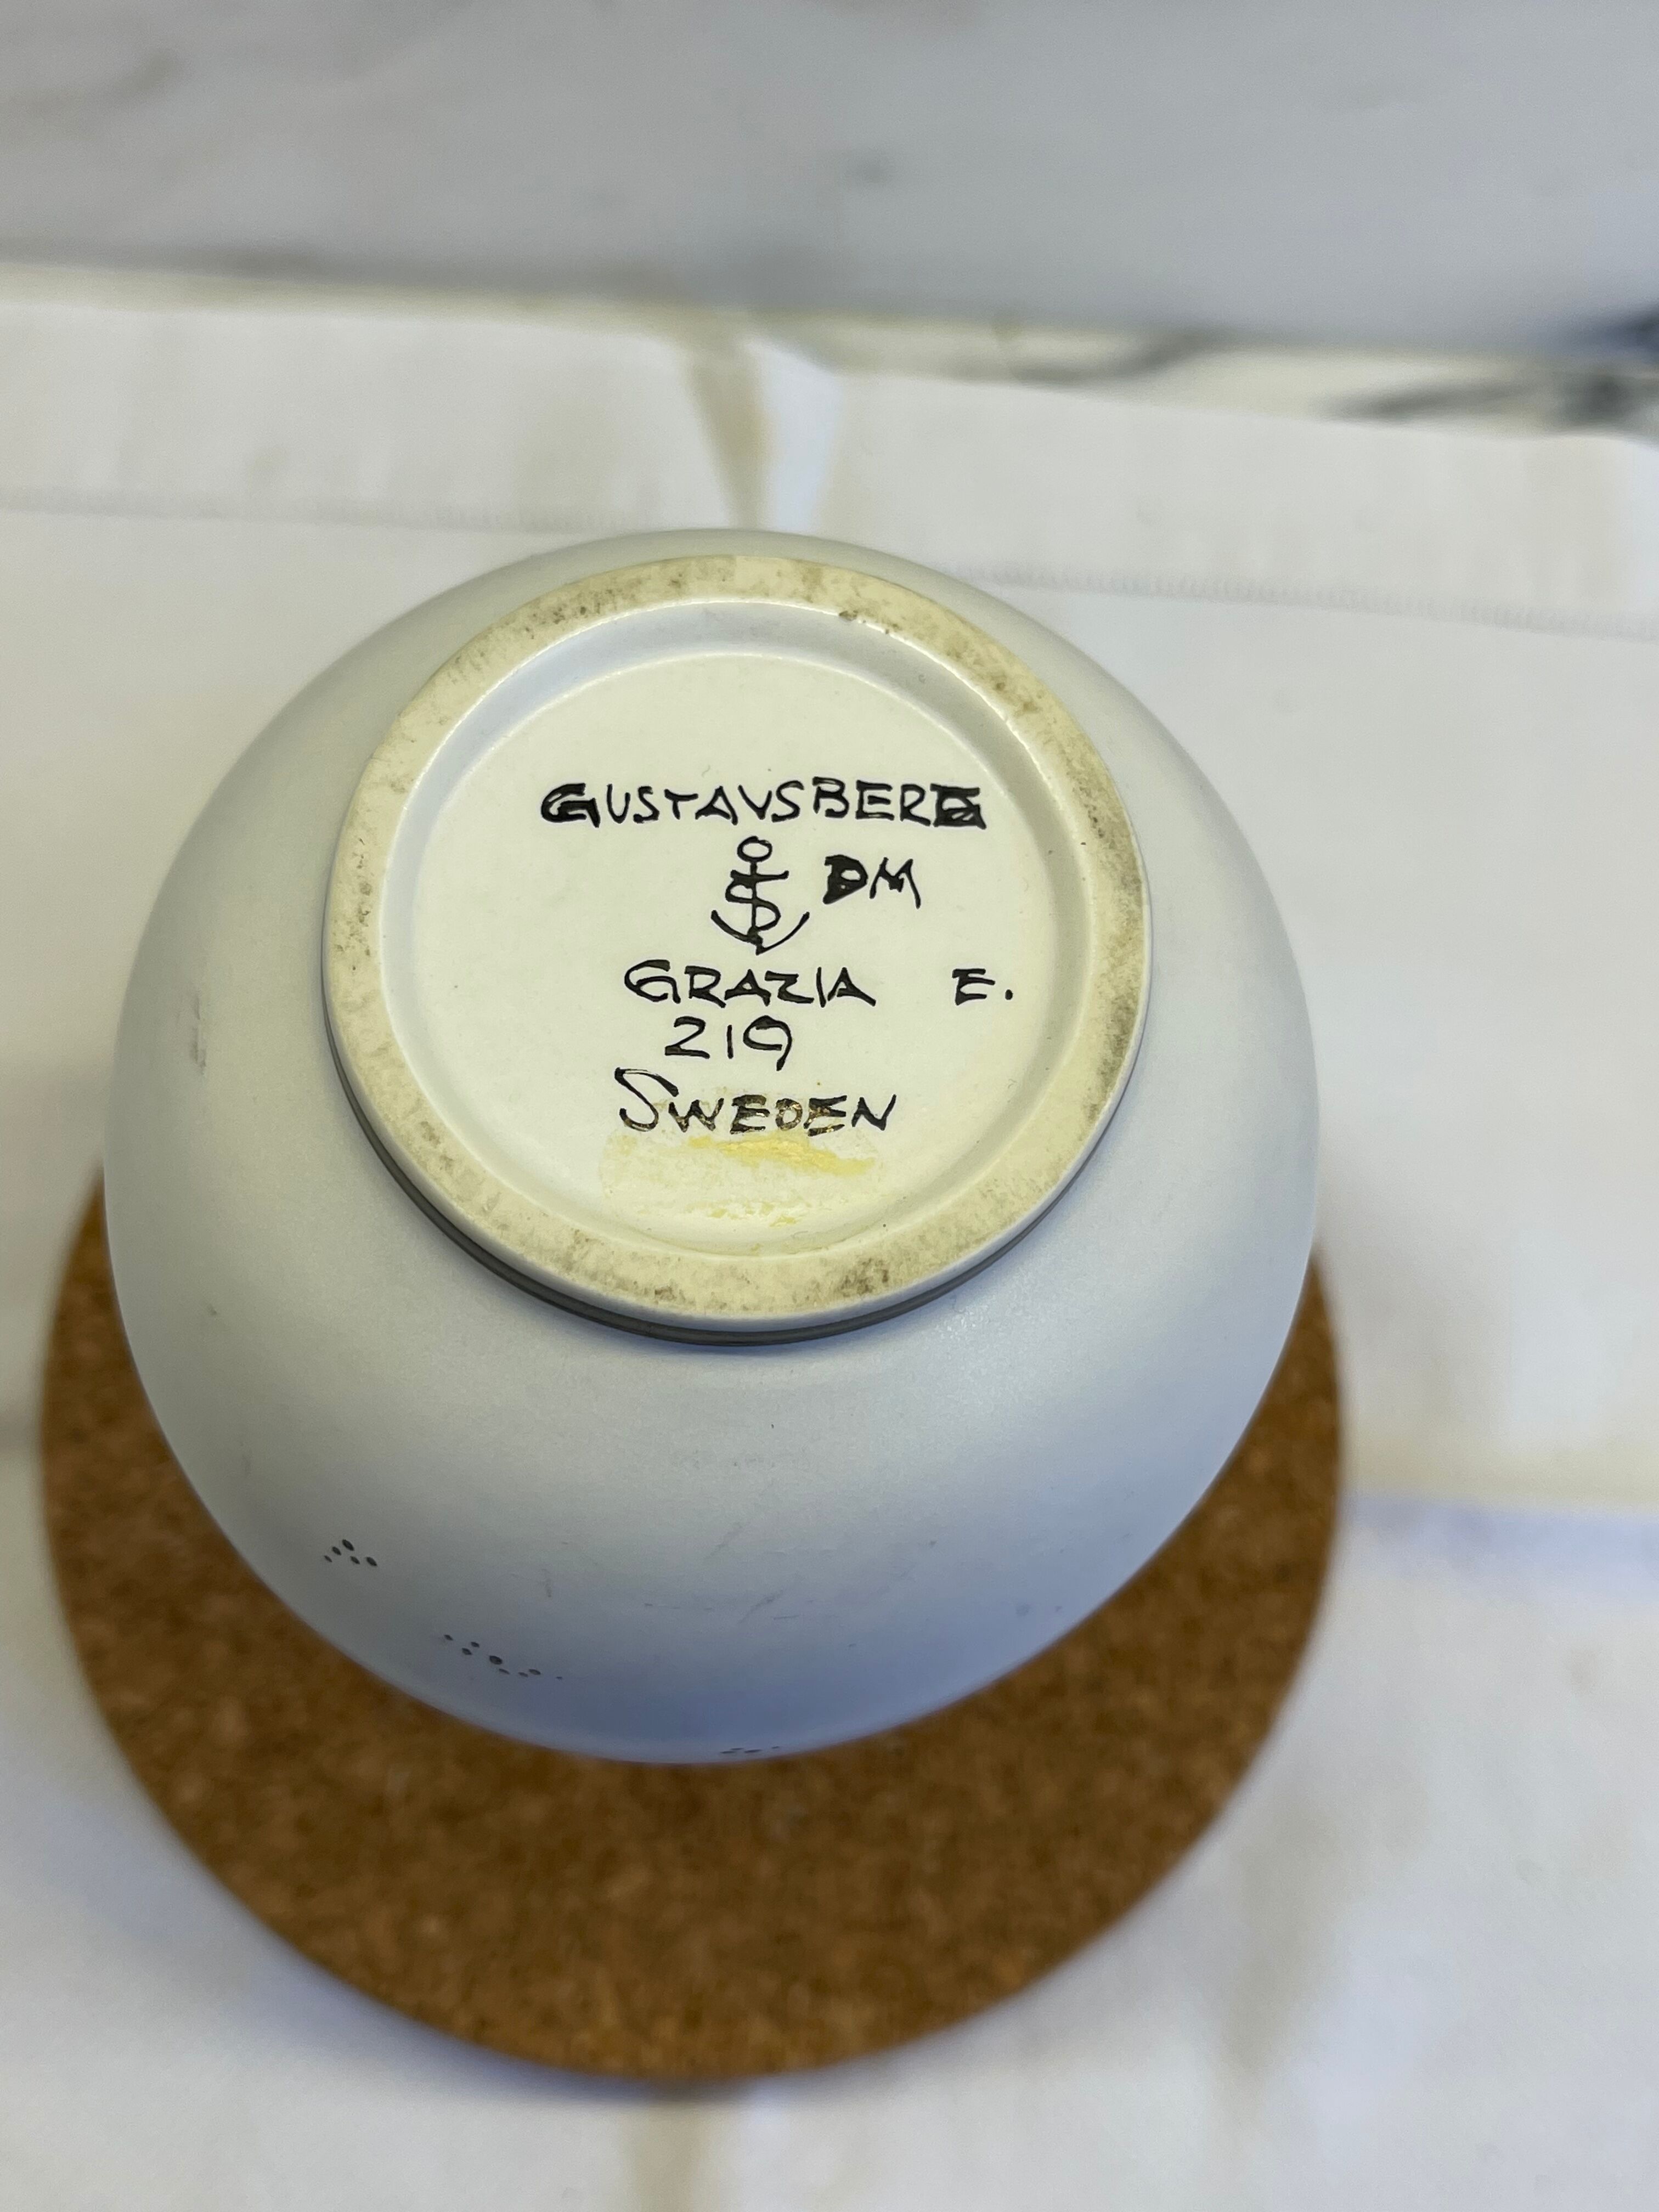 GUSTAVSBERG
S DM
GRAZIA E.
219
SWEDEN